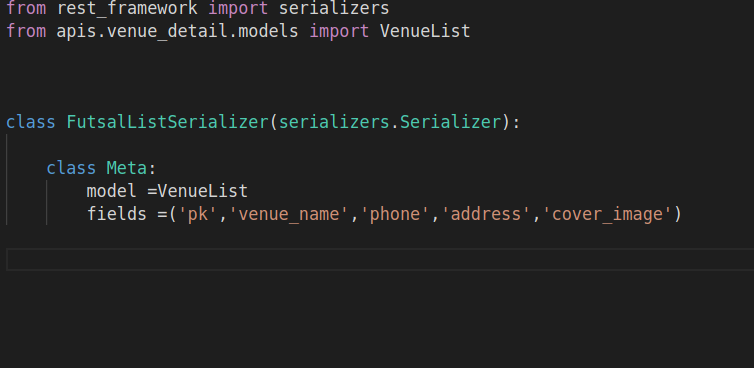 from rest_framework import serializers
from apis.venue_detail.models import VenueList
class FutsalListSerializer(serializers.Serializer):
class Meta:
model =VenueList
fields =('pk','venue_name','phone','address','cover_image')